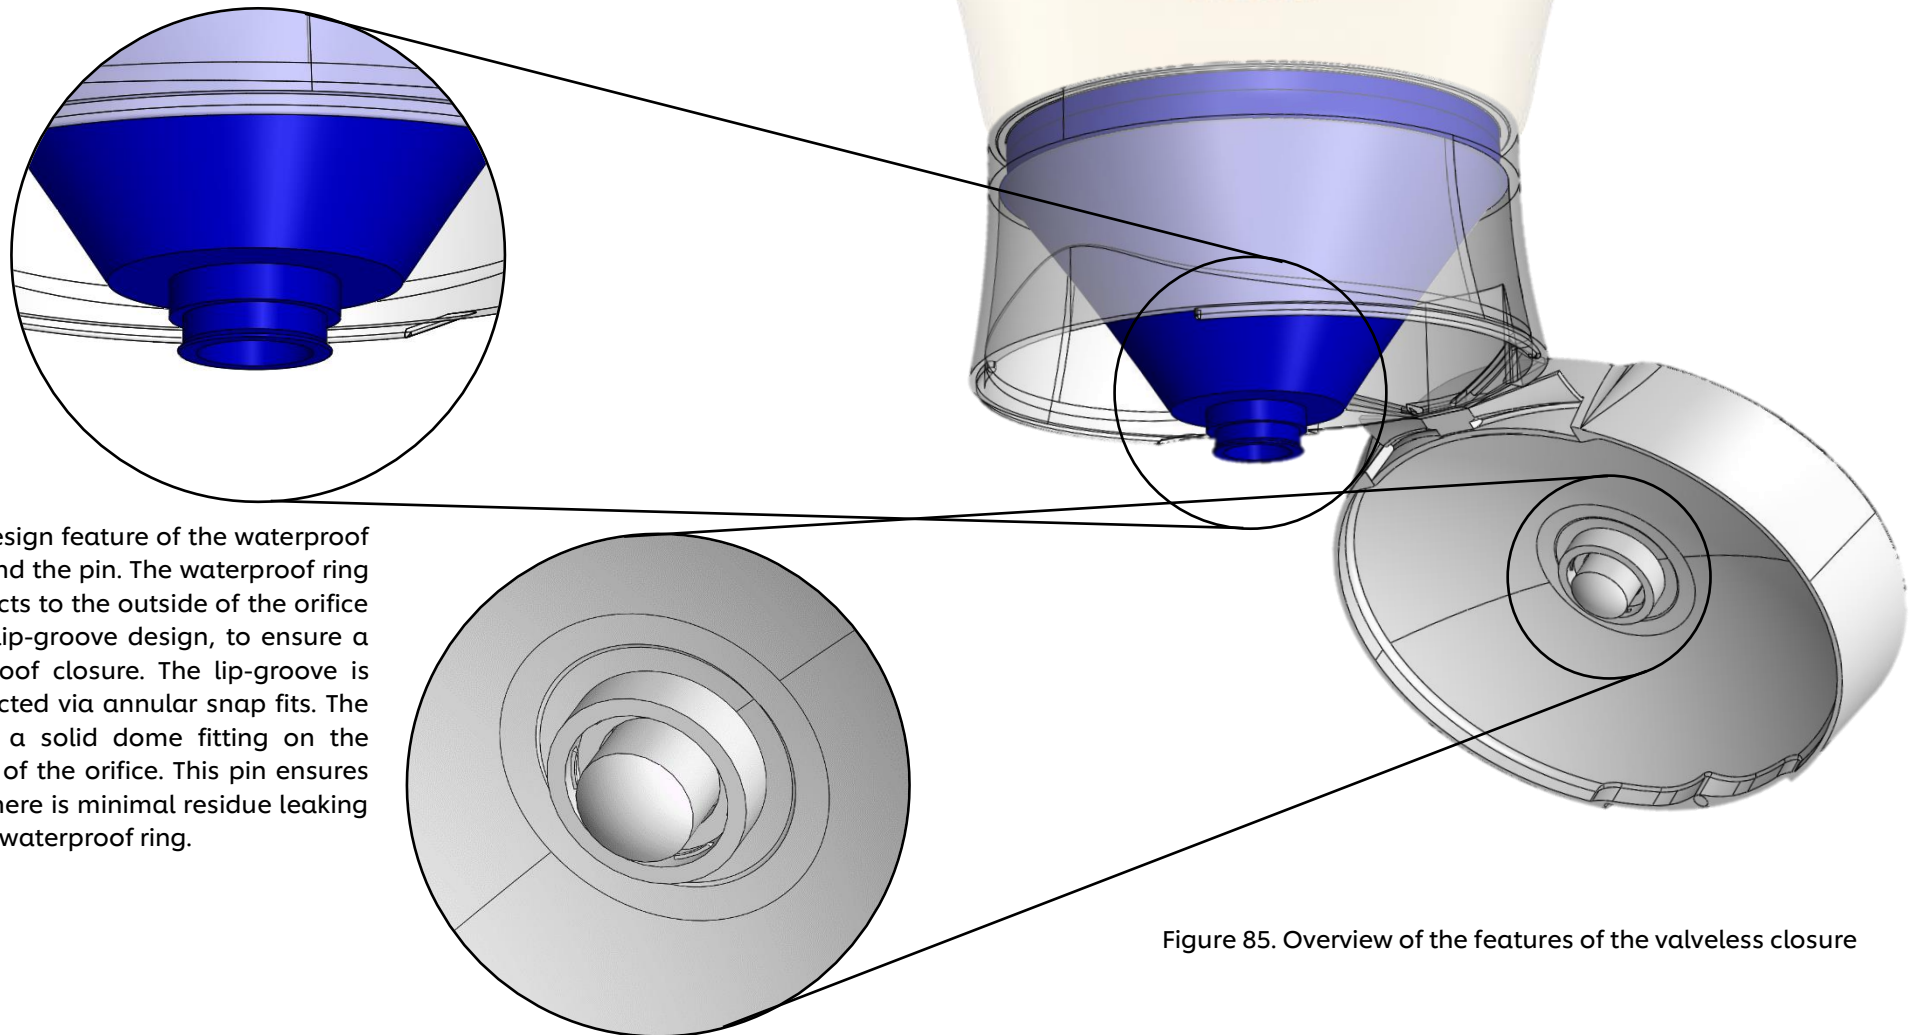 esign feature of the waterproof
nd the pin. The waterproof ring
cts to the outside of the orifice
lip-groove design, to ensure a
oof closure. The lip-groove is
cted via annular snap fits. The
a solid dome fitting on the
of the orifice. This pin ensures
here is minimal residue leaking
waterproof ring.
Figure 85. Overview of the features of the valveless closure